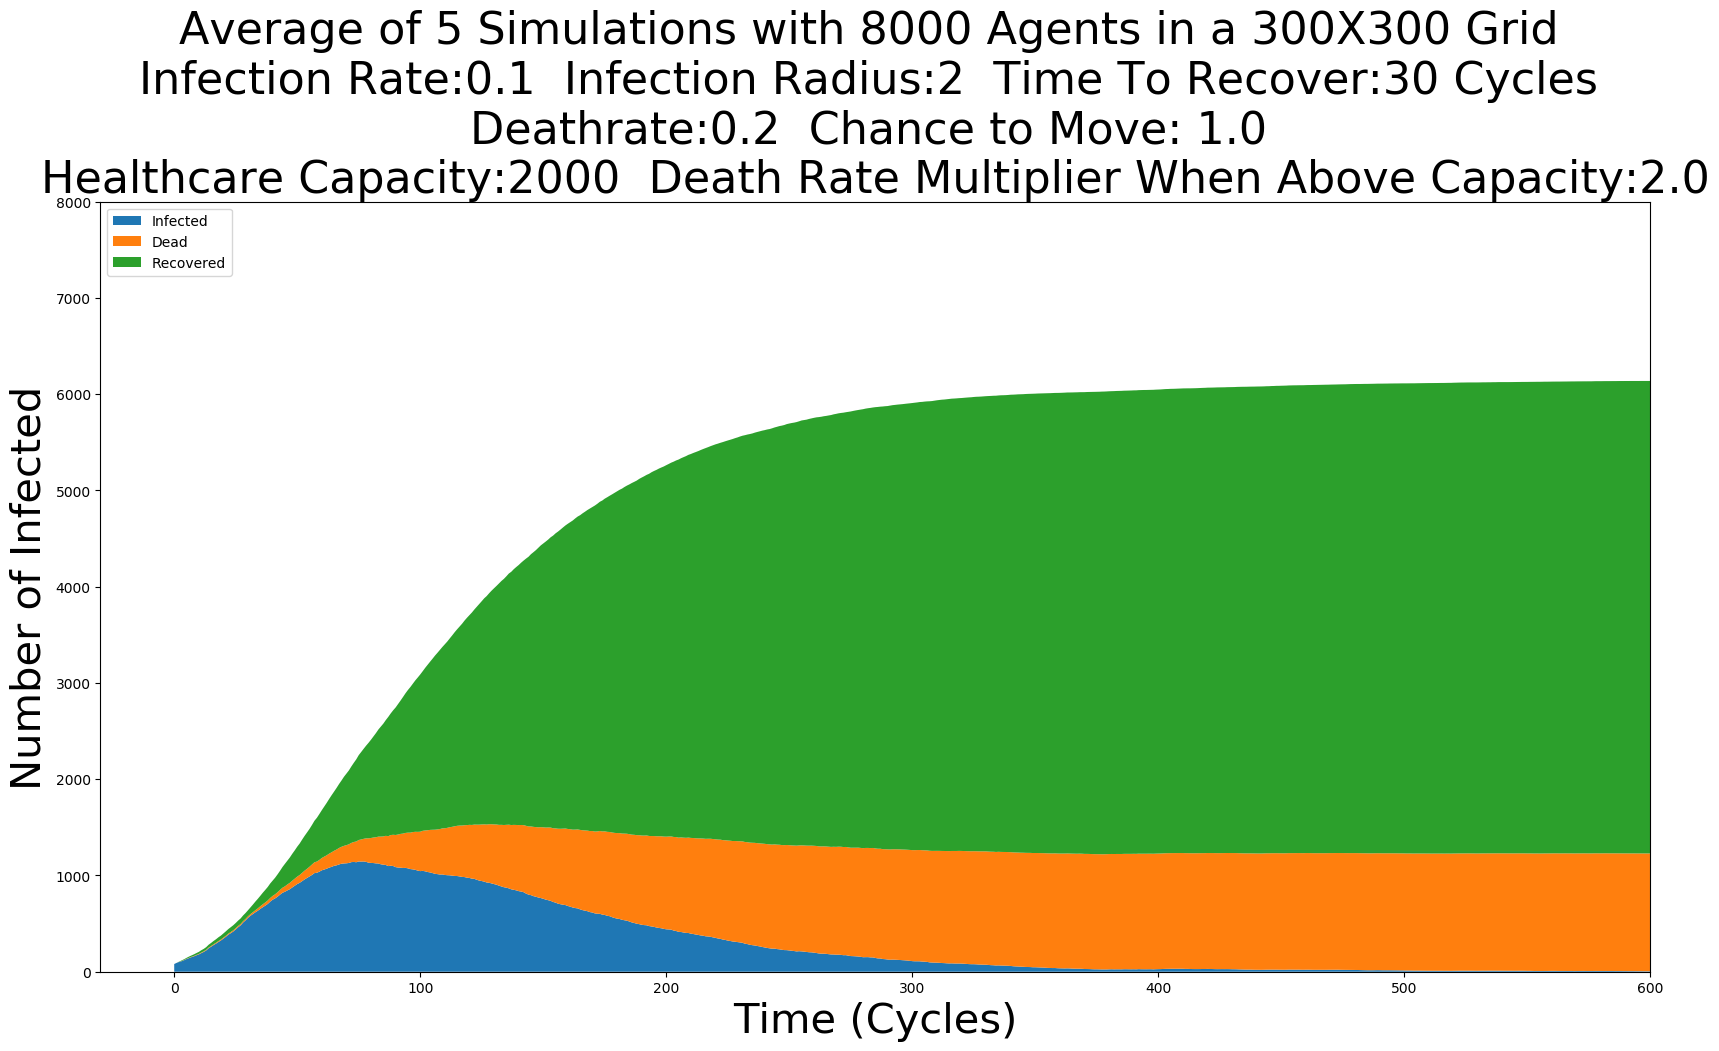 Average of 5 Simulations with 8000 Agents in a 300X300 Grid
Infection Rate:0.1  Infection Radius:2  Time To Recover:30 Cycles
Deathrate:0.2  Chance to Move: 1.0
Healthcare Capacity:2000  Death Rate Multiplier When Above Capacity:2.0
Infected
Dead
Recovered
8000
7000
6000
5000
4000
3000
2000
1000
0
Number of Infected
0 100 200 300 400 500 600
Time (Cycles)